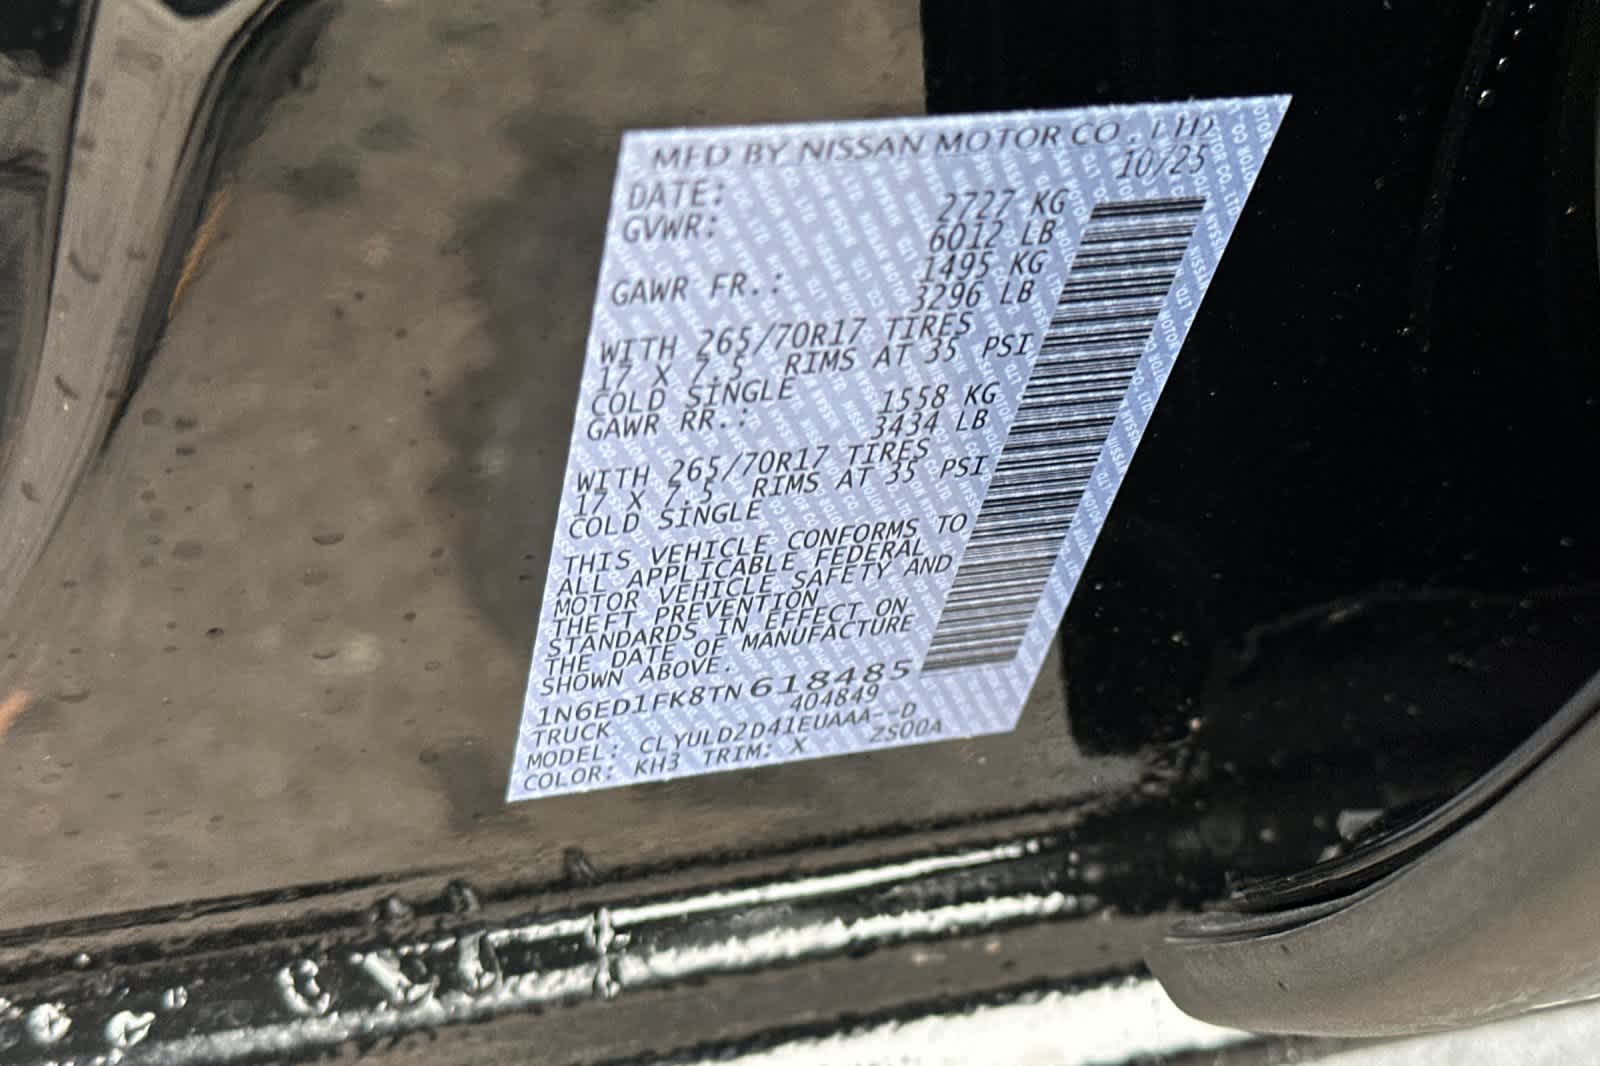 MFD BY NISSAN MOTOR CO., LTD.
DATE: 10/25
GVWR: 2727 KG
6012 LB
GAWR FR.: 1495 KG
3296 LB
WITH 265/70R17 TIRES
17 X 7.5 RIMS AT 35 PSI
COLD SINGLE
GAWR RR.: 1558 KG
3434 LB
WITH 265/70R17 TIRES
17 X 7.5 RIMS AT 35 PSI
COLD SINGLE
THIS VEHICLE CONFORMS TO
ALL APPLICABLE FEDERAL
MOTOR VEHICLE SAFETY AND
THEFT PREVENTION
STANDARDS IN EFFECT ON
THE DATE OF MANUFACTURE
SHOWN ABOVE.
1N6ED1FK8TN618485
TRUCK 404849
MODEL: CLYULD2D41EUAAA--D
COLOR: KH3 TRIM: X ZS00A